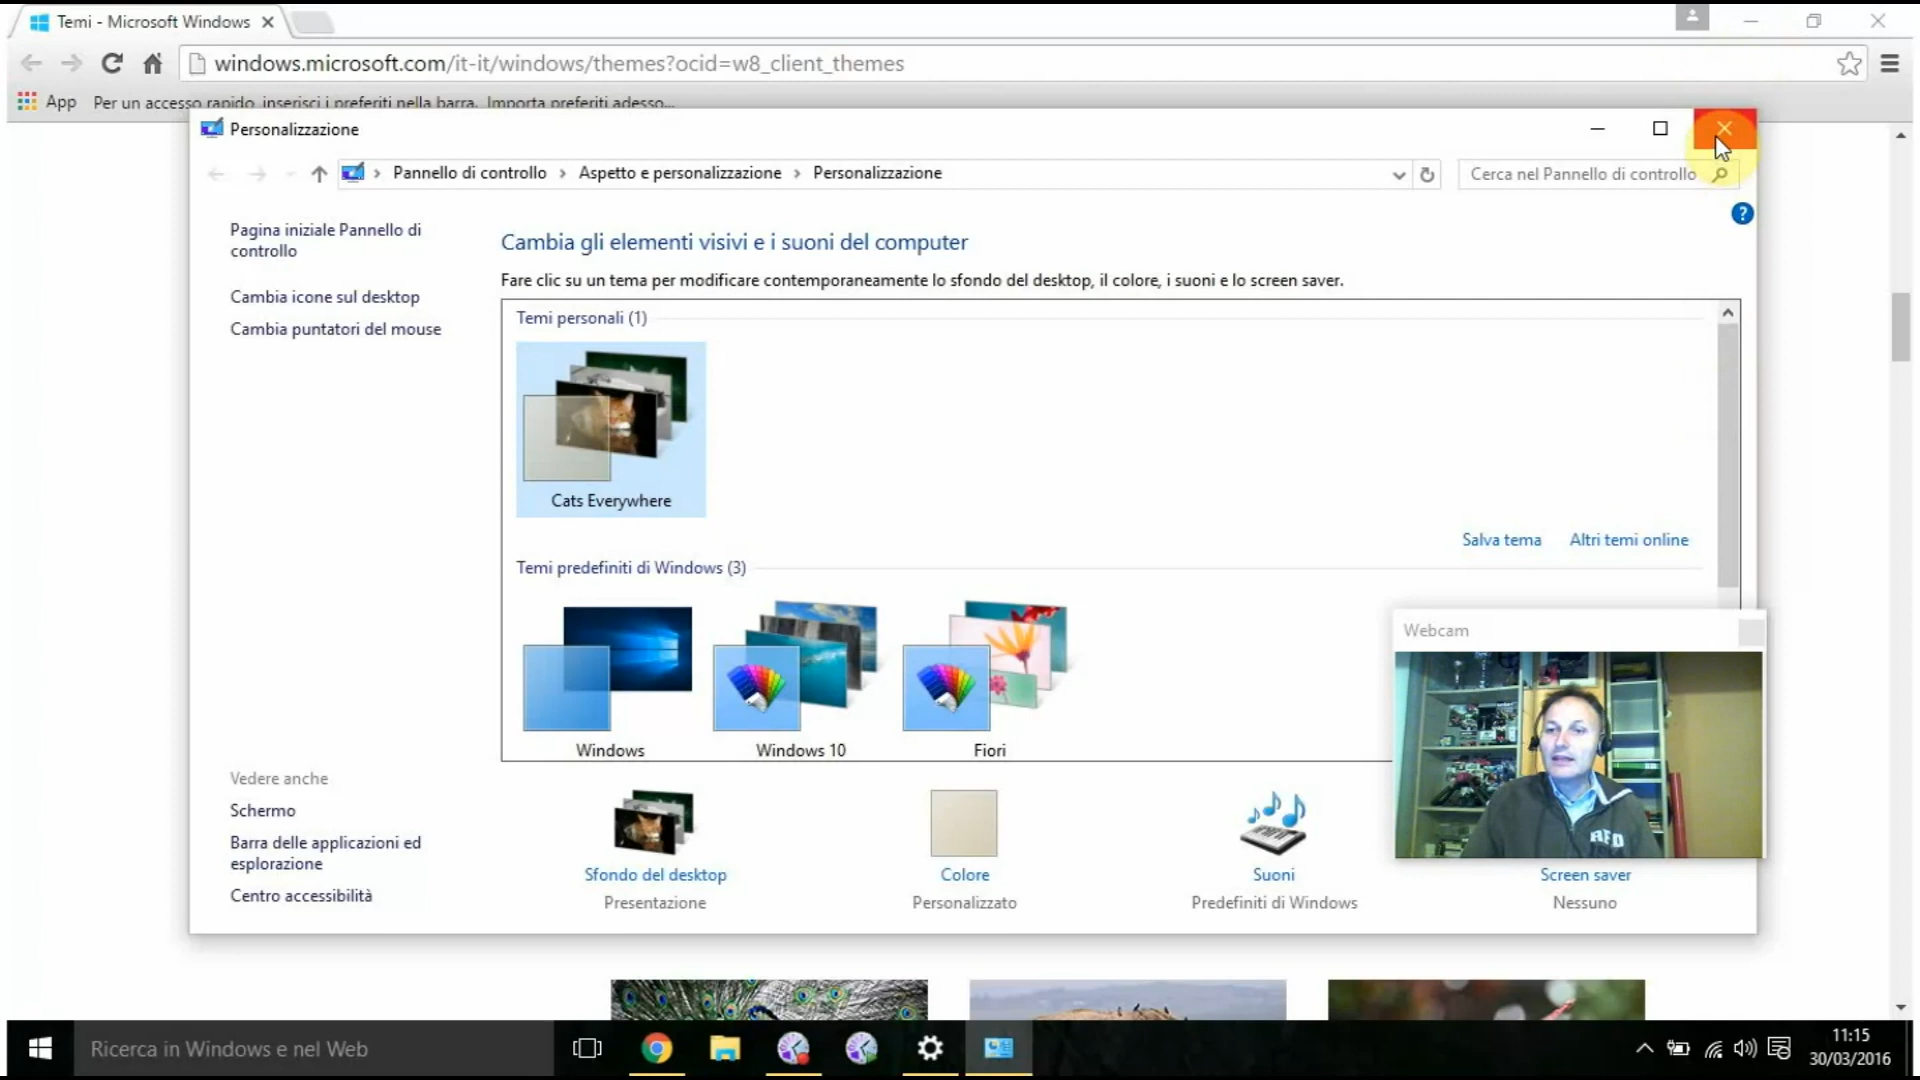 Temi - Microsoft Windows
windows.microsoft.com/it-it/windows/themes?ocid=w8_client_themes
App Per un accesso rapido, inserisci i preferiti nella barra. Importa preferiti adesso...
Personalizzazione
Pannello di controllo › Aspetto e personalizzazione › Personalizzazione
Cerca nel Pannello di controllo
Pagina iniziale Pannello di
controllo
Cambia icone sul desktop
Cambia puntatori del mouse
Cambia gli elementi visivi e i suoni del computer
Fare clic su un tema per modificare contemporaneamente lo sfondo del desktop, il colore, i suoni e lo screen saver.
Temi personali (1)
Cats Everywhere
Salva tema Altri temi online
Temi predefiniti di Windows (3)
Windows Windows 10 Fiori
Webcam
Vedere anche
Schermo
Barra delle applicazioni ed
esplorazione
Centro accessibilità
Sfondo del desktop
Presentazione
Colore
Personalizzato
Suoni
Predefiniti di Windows
Screen saver
Nessuno
Ricerca in Windows e nel Web
11:15
30/03/2016